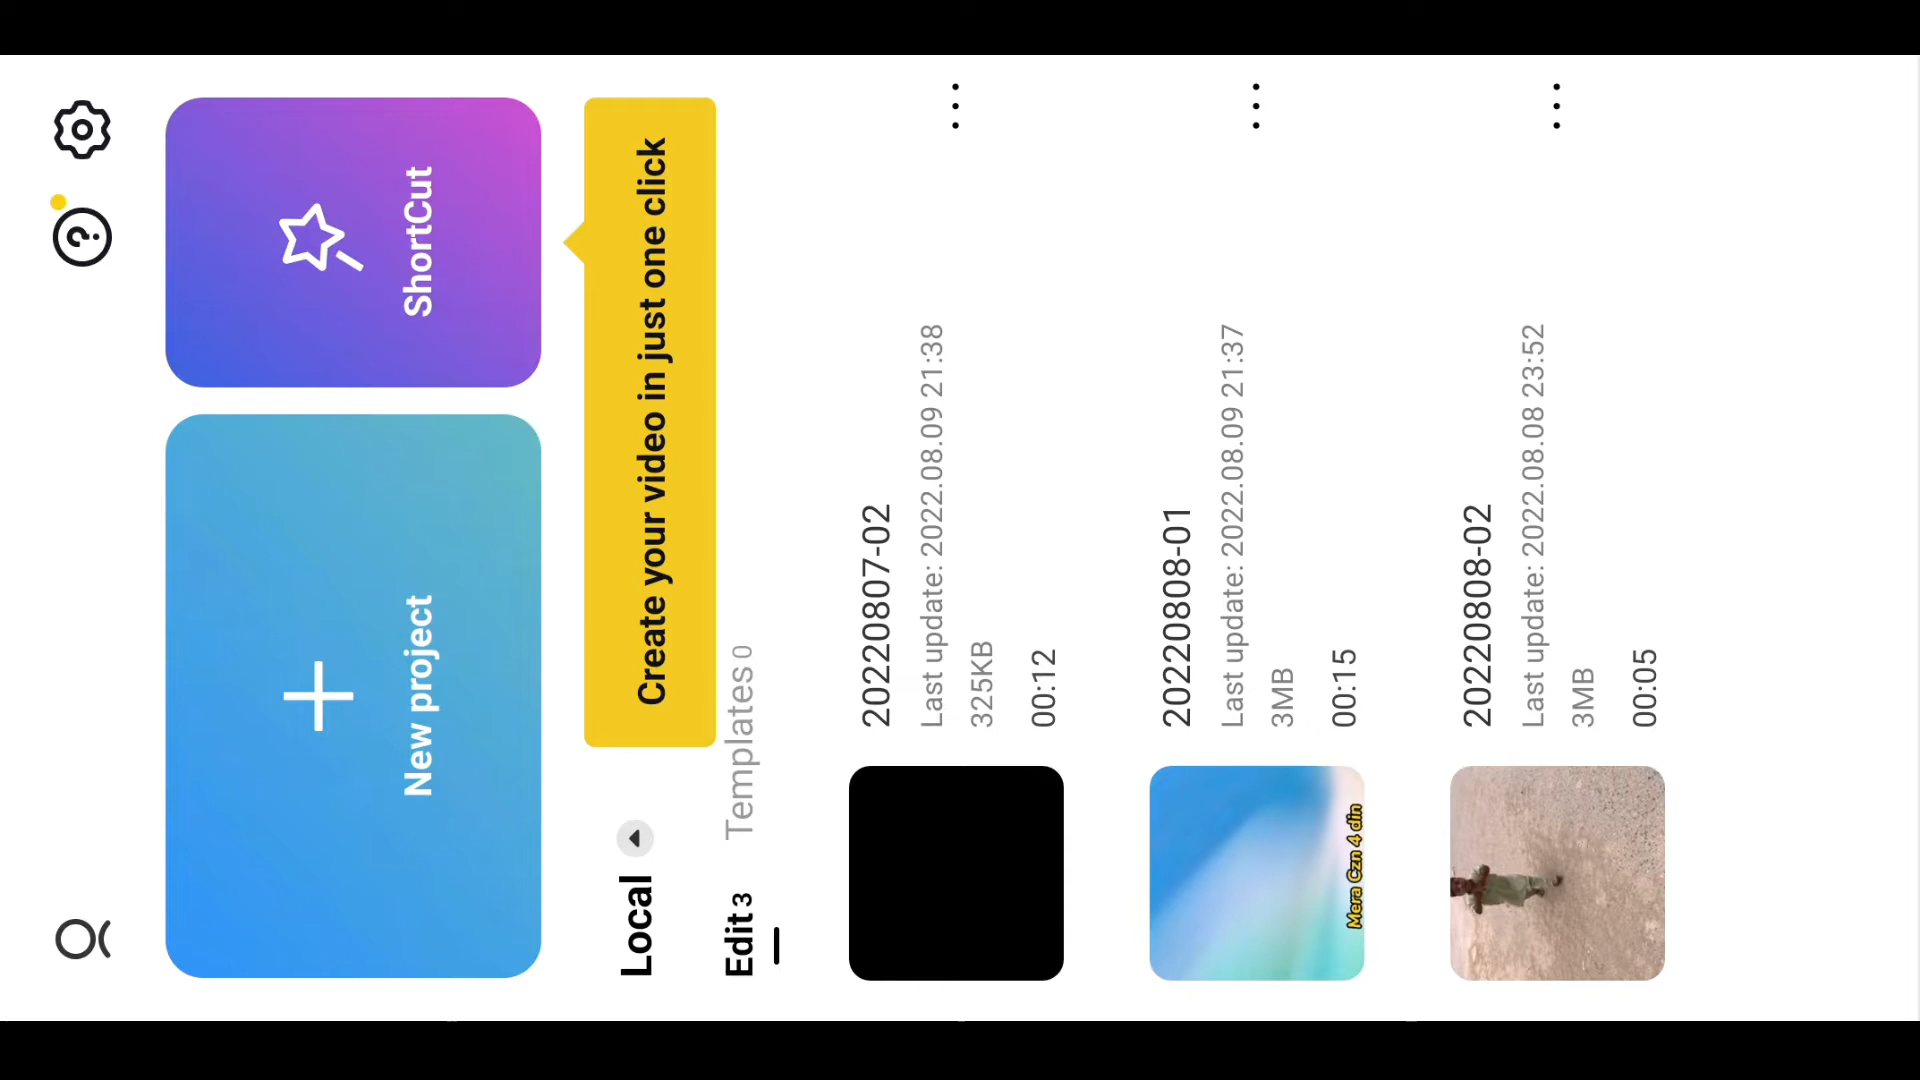 New project
ShortCut
Create your video in just one click
Local
Edit 3
Templates 0
20220807-02
Last update: 2022.08.09 21:38
325KB
00:12
20220808-01
Last update: 2022.08.09 21:37
3MB
00:15
Mera Czn 4 din
20220808-02
Last update: 2022.08.08 23:52
3MB
00:05